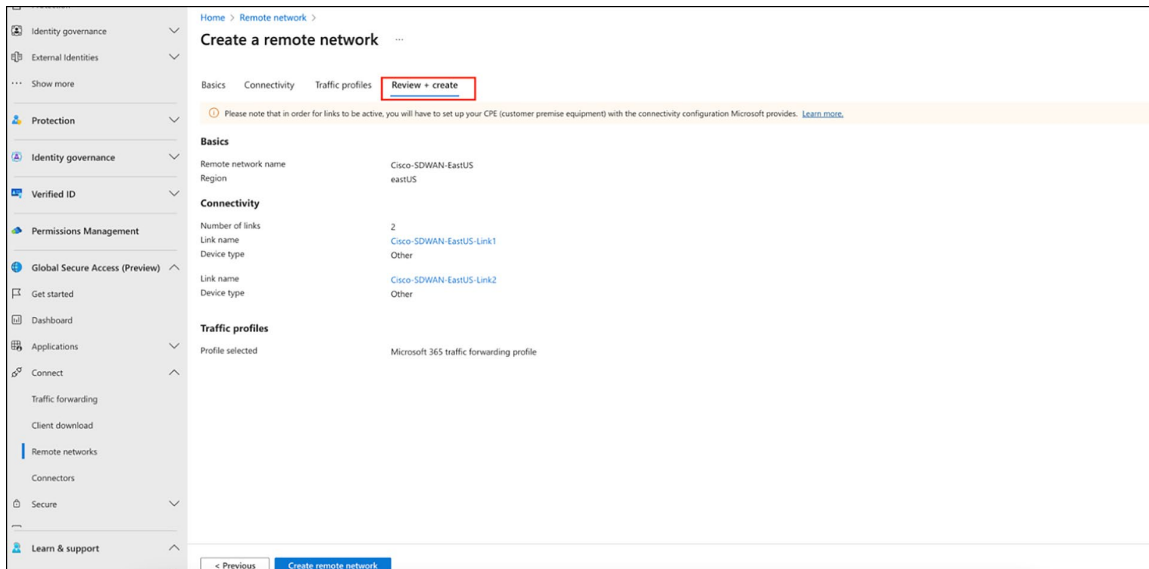 Identity governance
External Identities
Show more
Protection
Identity governance
Verified ID
Permissions Management
Global Secure Access (Preview)
Get started
Dashboard
Applications
Connect
Traffic forwarding
Client download
Remote networks
Connectors
Secure
Learn & support
Home > Remote network >
Create a remote network ...
Basics Connectivity Traffic profiles Review + create
Please note that in order for links to be active, you will have to set up your CPE (customer premise equipment) with the connectivity configuration Microsoft provides. Learn more.
Basics
Remote network name Cisco-SDWAN-EastUS
Region eastUS
Connectivity
Number of links 2
Link name Cisco-SDWAN-EastUS-Link1
Device type Other
Link name Cisco-SDWAN-EastUS-Link2
Device type Other
Traffic profiles
Profile selected Microsoft 365 traffic forwarding profile
< Previous Create remote network